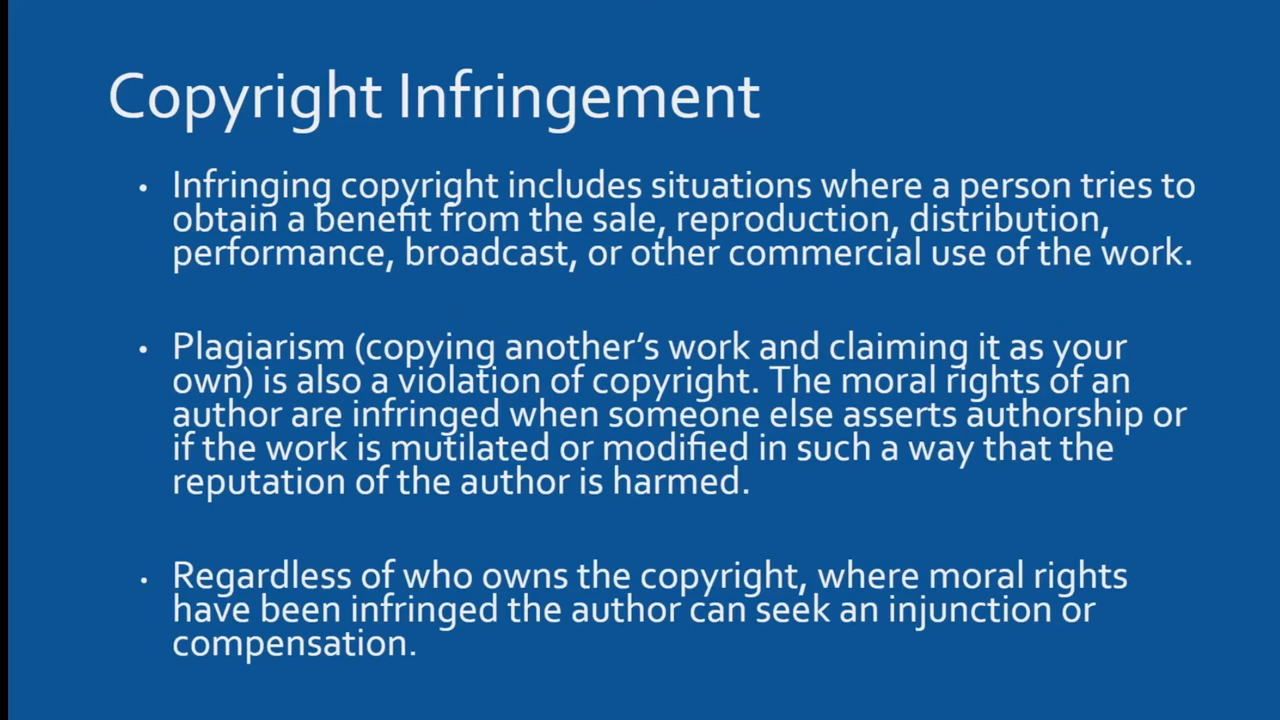 Copyright Infringement
• Infringing copyright includes situations where a person tries to
obtain a benefit from the sale, reproduction, distribution,
performance, broadcast, or other commercial use of the work.
• Plagiarism (copying another’s work and claiming it as your
own) is also a violation of copyright. The moral rights of an
author are infringed when someone else asserts authorship or
if the work is mutilated or modified in such a way that the
reputation of the author is harmed.
• Regardless of who owns the copyright, where moral rights
have been infringed the author can seek an injunction or
compensation.